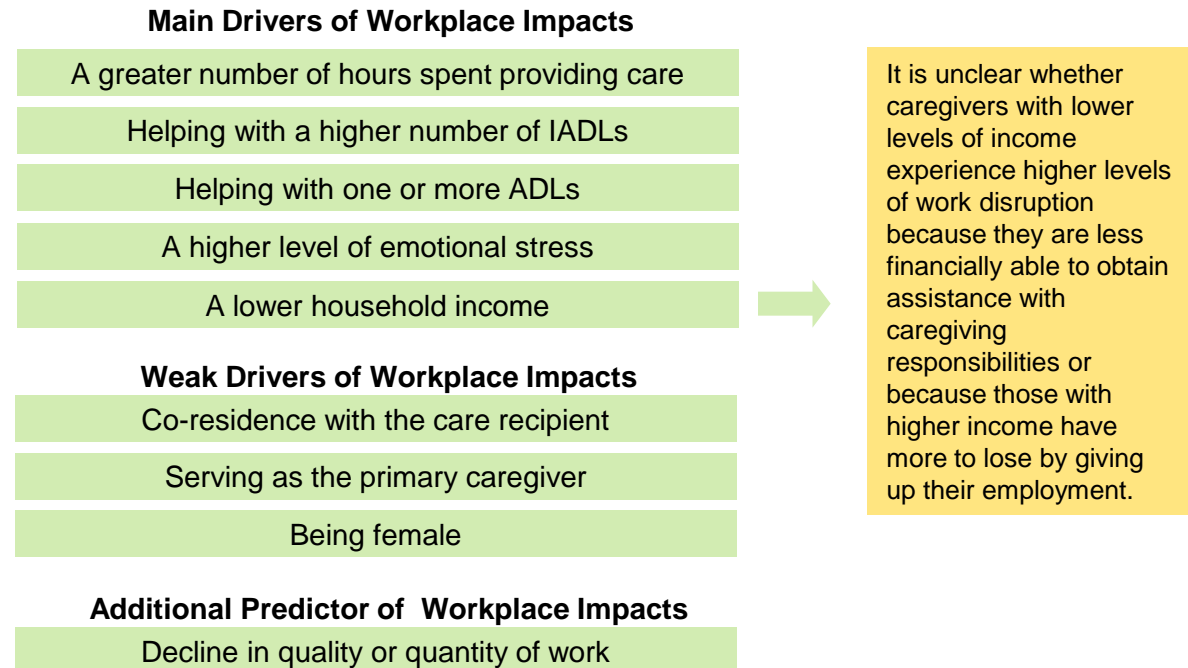 Main Drivers of Workplace Impacts
A greater number of hours spent providing care
Helping with a higher number of IADLs
Helping with one or more ADLs
A higher level of emotional stress
A lower household income
It is unclear whether
caregivers with lower
levels of income
experience higher levels
of work disruption
because they are less
financially able to obtain
assistance with
caregiving
responsibilities or
because those with
higher income have
more to lose by giving
up their employment.
Weak Drivers of Workplace Impacts
Co-residence with the care recipient
Serving as the primary caregiver
Being female
Additional Predictor of  Workplace Impacts
Decline in quality or quantity of work